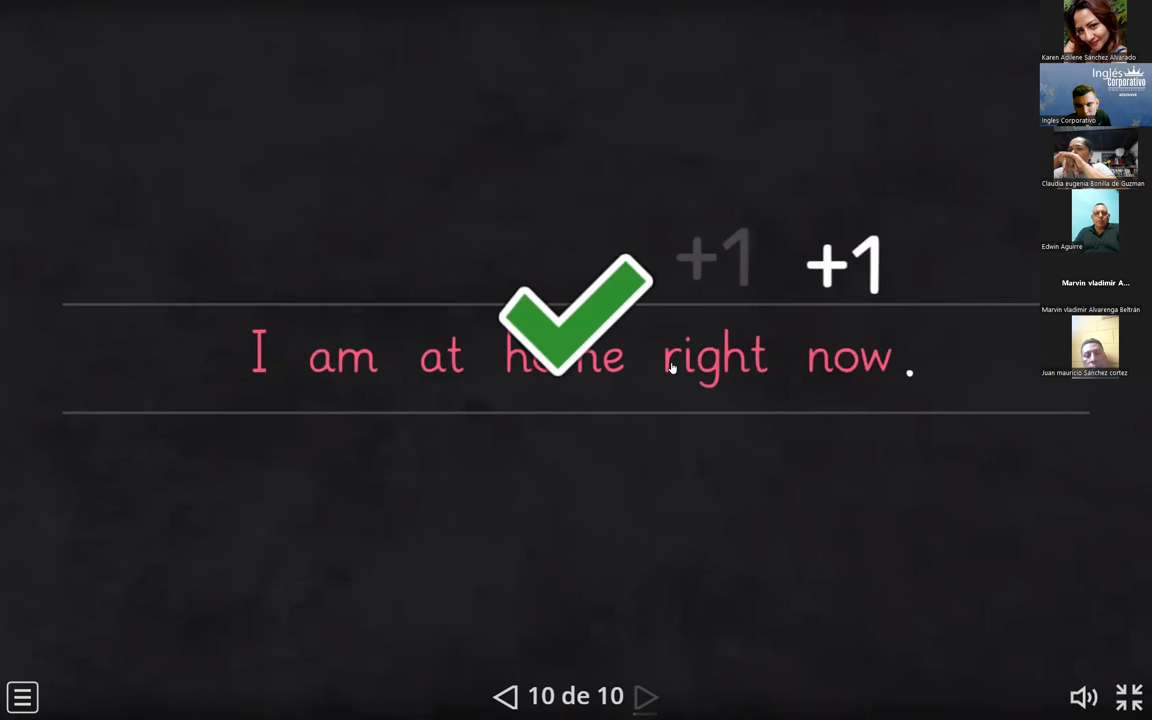 Karen Adilene Sánchez Alvarado
Inglés
Corporativo
Ingles Corporativo
Claudia eugenia Bonilla de Guzman
Edwin Aguirre
Marvin vladimir A...
Marvin vladimir Alvarenga Beltrán
Juan mauricio Sánchez cortez
+1 +1
I am at home right now .
10 de 10